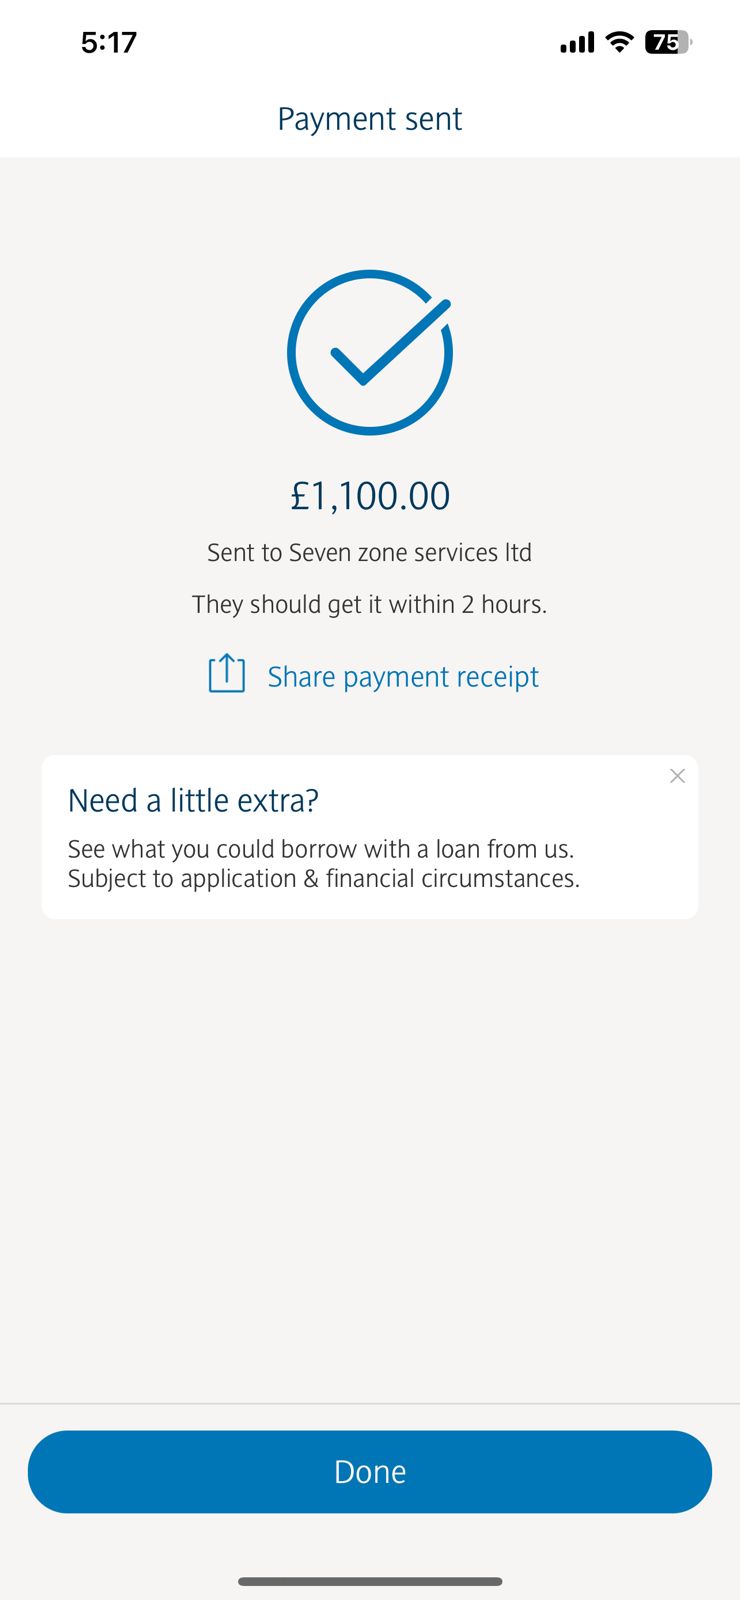 5:17
75
Payment sent
£1,100.00
Sent to Seven zone services ltd
They should get it within 2 hours.
Share payment receipt
Need a little extra?
See what you could borrow with a loan from us.
Subject to application & financial circumstances.
Done